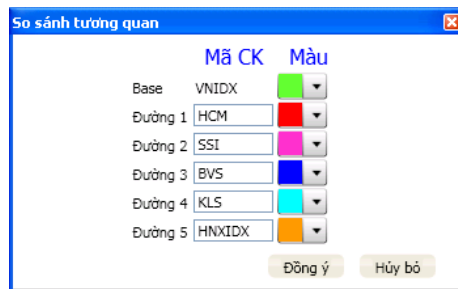 So sánh tương quan
Mã CK Màu
Base VNIDX
Đường 1 HCM
Đường 2 SSI
Đường 3 BVS
Đường 4 KLS
Đường 5 HNXIDX
Đồng ý Hủy bỏ